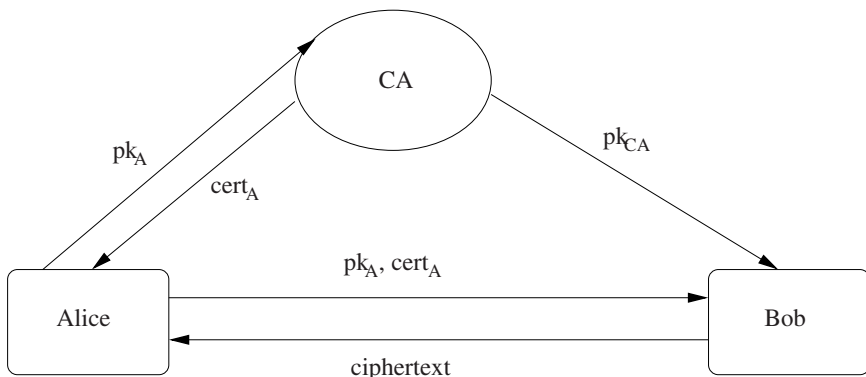 CA
pk_A
cert_A
pk_CA
pk_A, cert_A
Alice
Bob
ciphertext